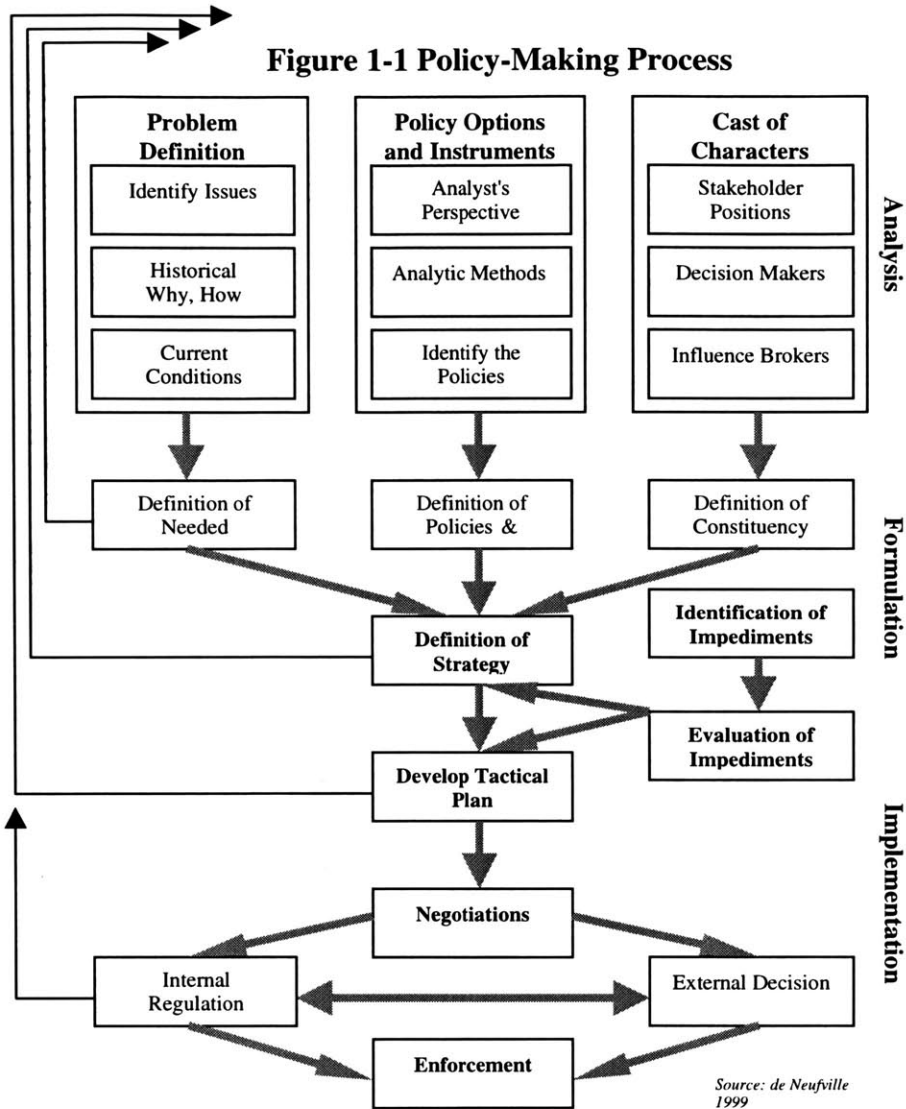 Figure 1-1 Policy-Making Process
Problem
Definition
Identify Issues
Historical
Why, How
Current
Conditions
Policy Options
and Instruments
Analyst's
Perspective
Analytic Methods
Identify the
Policies
Cast of
Characters
Stakeholder
Positions
Decision Makers
Influence Brokers
Analysis
Definition of
Needed
Definition of
Policies &
Definition of
Constituency
Formulation
Definition of
Strategy
Identification of
Impediments
Evaluation of
Impediments
Develop Tactical
Plan
Implementation
Negotiations
Internal
Regulation
External Decision
Enforcement
Source: de Neufville
1999